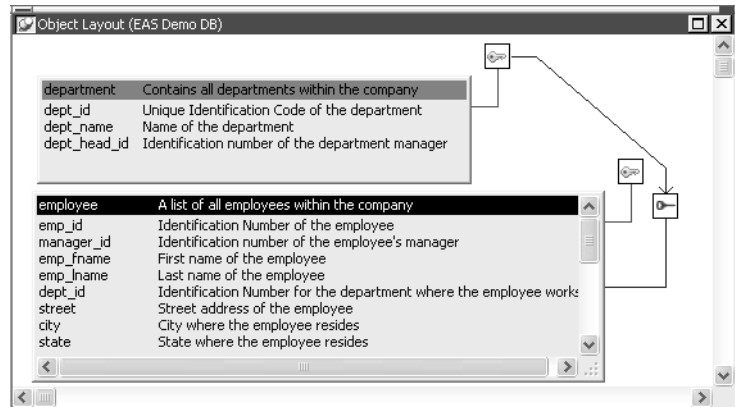 Object Layout (EAS Demo DB)
department Contains all departments within the company
dept_id Unique Identification Code of the department
dept_name Name of the department
dept_head_id Identification number of the department manager
employee A list of all employees within the company
emp_id Identification Number of the employee
manager_id Identification number of the employee's manager
emp_fname First name of the employee
emp_lname Last name of the employee
dept_id Identification Number for the department where the employee works
street Street address of the employee
city City where the employee resides
state State where the employee resides